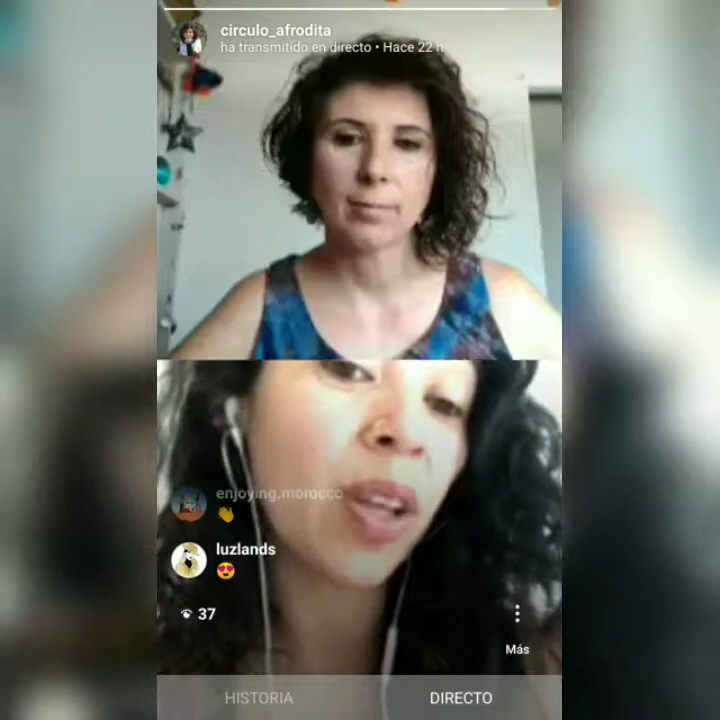 circulo_afrodita
ha transmitido en directo • Hace 22 h
enjoying.morocco
👏
luzlands
😍
37
Más
HISTORIA
DIRECTO